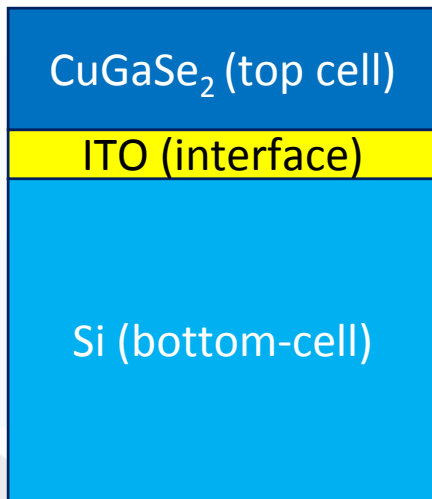 CuGaSe₂ (top cell)
ITO (interface)
Si (bottom-cell)